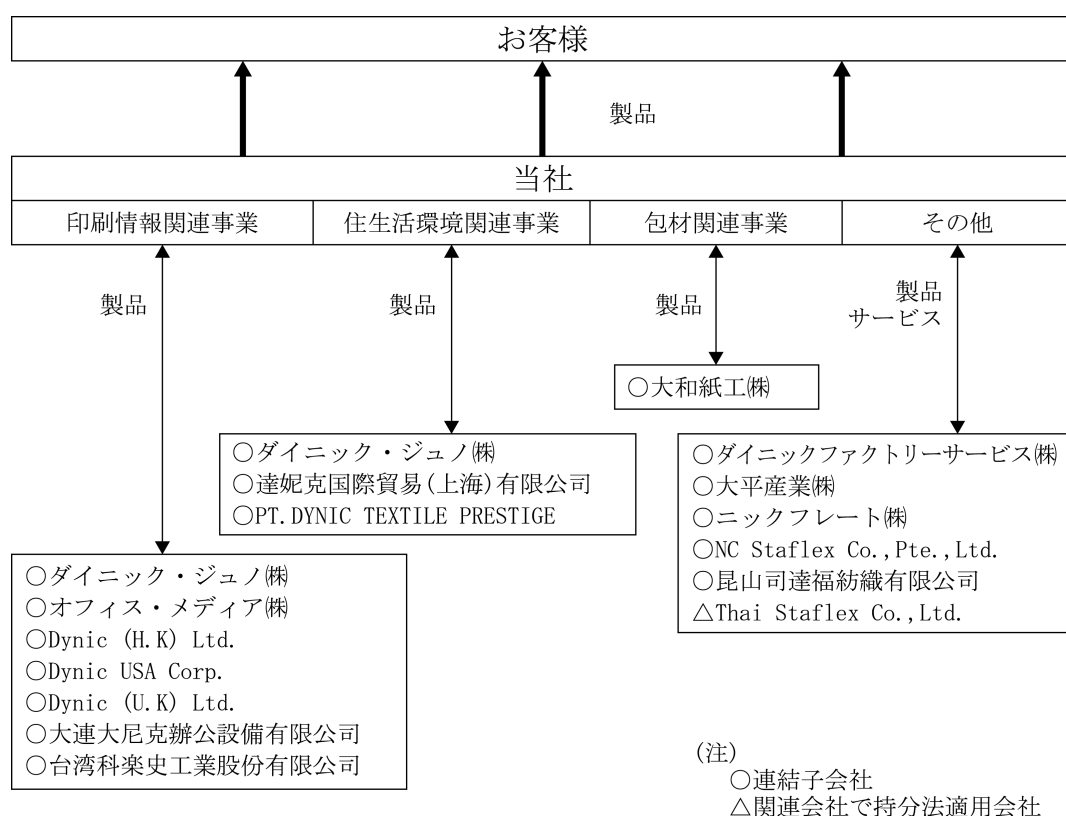 お客様
製品
当社
印刷情報関連事業
住生活環境関連事業
包材関連事業
その他
製品
製品
製品
製品
サービス
○大和紙工㈱
○ダイニック・ジュノ㈱
○達妮克国際貿易(上海)有限公司
○PT.DYNIC TEXTILE PRESTIGE
○ダイニックファクトリーサービス㈱
○大平産業㈱
○ニックフレート㈱
○NC Staflex Co.,Pte.,Ltd.
○昆山司達福紡織有限公司
△Thai Staflex Co.,Ltd.
○ダイニック・ジュノ㈱
○オフィス・メディア㈱
○Dynic (H.K) Ltd.
○Dynic USA Corp.
○Dynic (U.K) Ltd.
○大連大尼克辦公設備有限公司
○台湾科楽史工業股份有限公司
(注)
○連結子会社
△関連会社で持分法適用会社